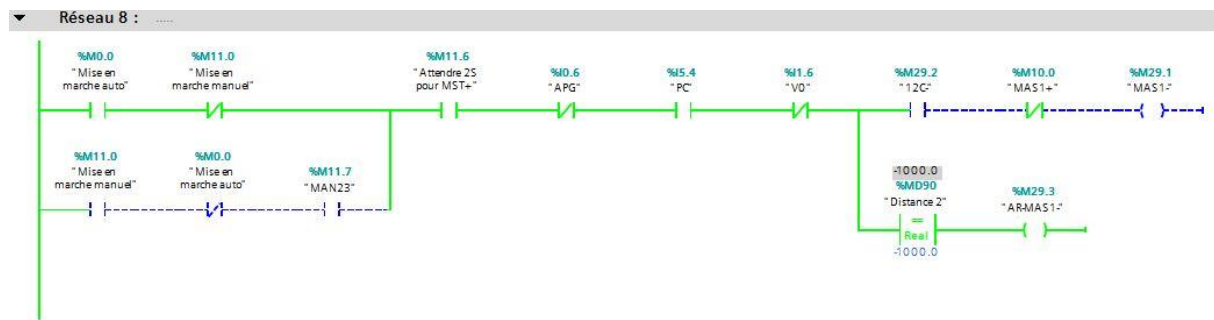 Réseau 8 : .....
%M0.0
"Mise en
marche auto"
%M11.0
"Mise en
marche manuel"
%M11.6
"Attendre 2S
pour MST+"
%I0.6
"APG"
%I5.4
"PC"
%I1.6
"V0"
%M29.2
"12C-"
%M10.0
"MAS1+"
%M29.1
"MAS1-"
%M11.0
"Mise en
marche manuel"
%M0.0
"Mise en
marche auto"
%M11.7
"MAN23"
-1000.0
%MD90
"Distance 2"
==
Real
-1000.0
%M29.3
"AR-MAS1-"